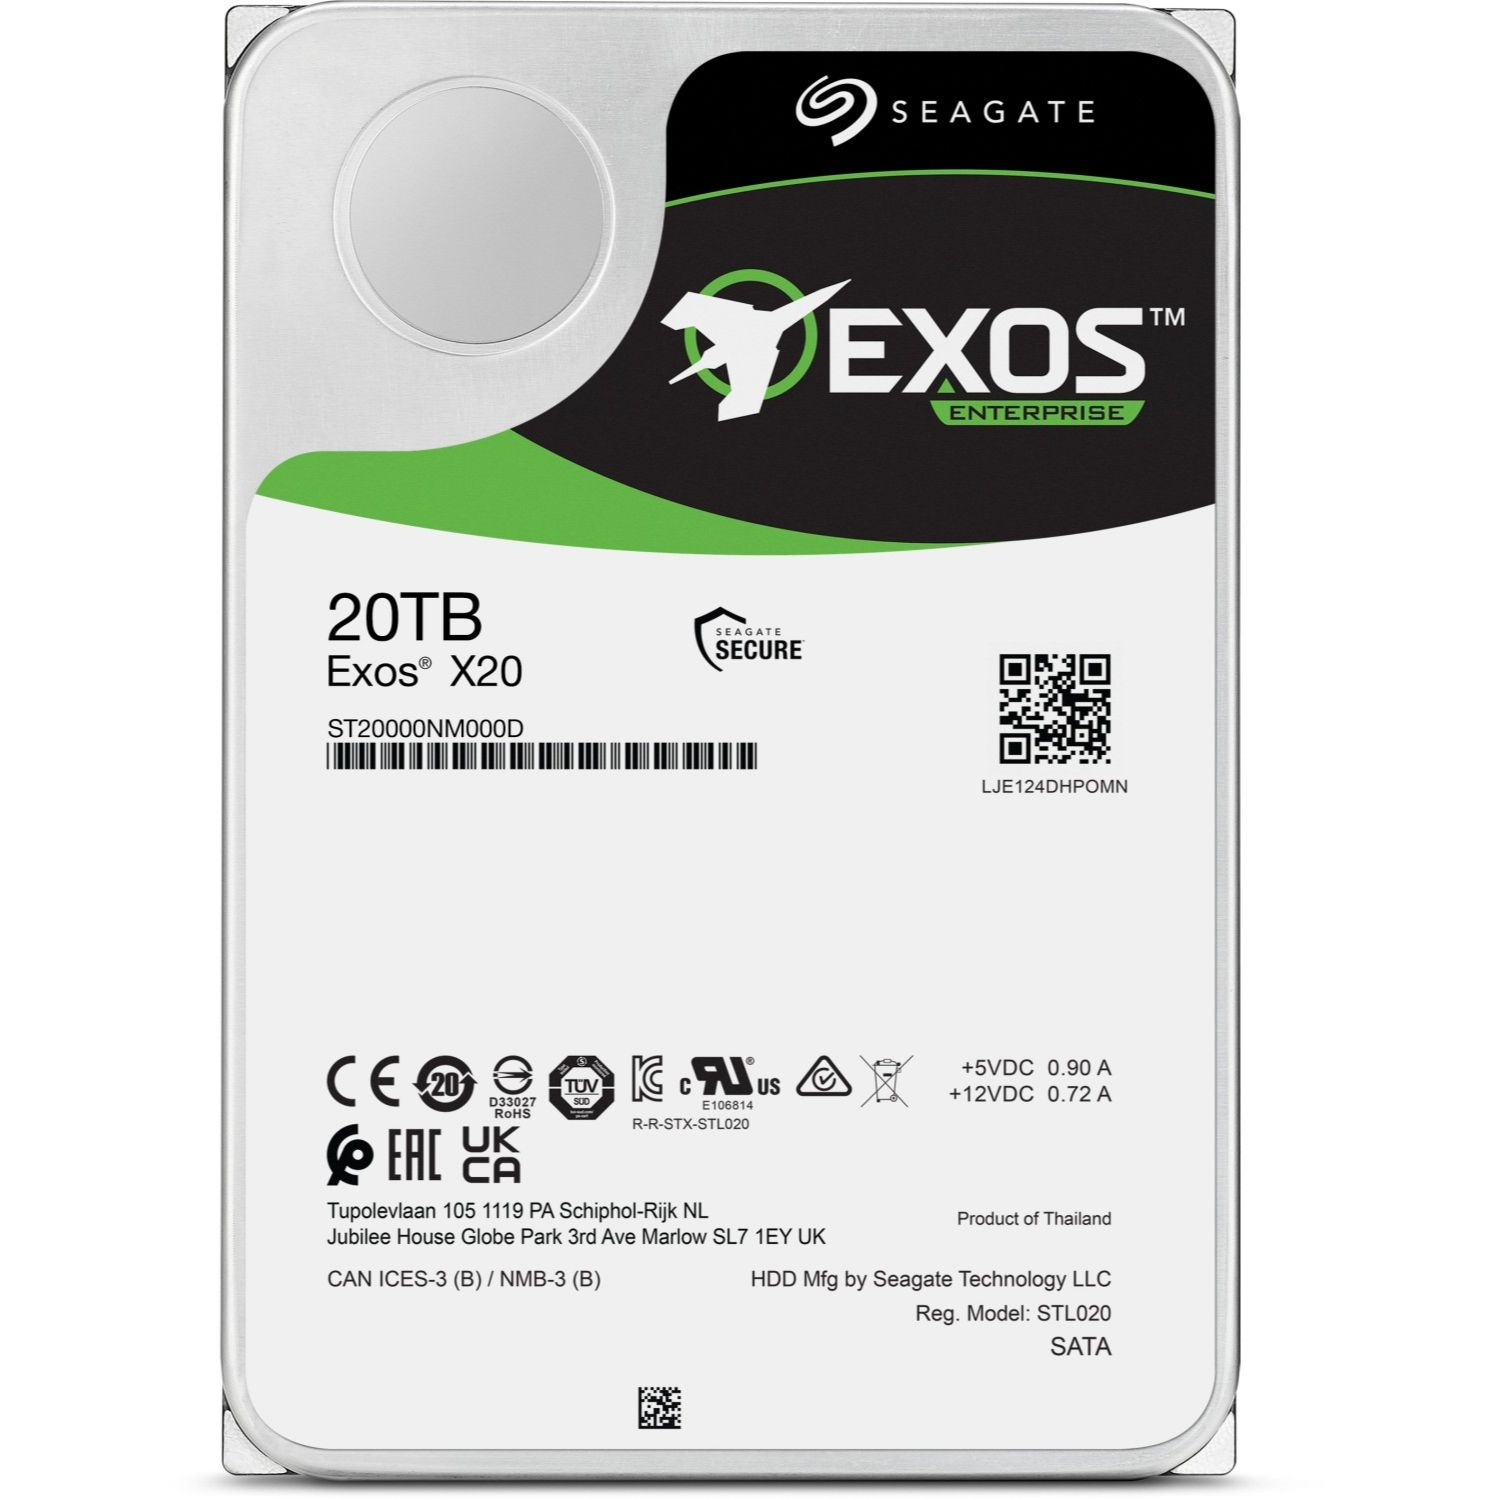 SEAGATE
EXOS™
ENTERPRISE
20TB
Exos® X20
SEAGATE
SECURE
ST20000NM000D
LJE124DHPOMN
CE 20 D33027 RoHS TÜV SÜD KC c RU® US E106814
R-R-STX-STL020
+5VDC 0.90 A
+12VDC 0.72 A
EAC UK CA
Tupolevlaan 105 1119 PA Schiphol-Rijk NL
Jubilee House Globe Park 3rd Ave Marlow SL7 1EY UK
Product of Thailand
CAN ICES-3 (B) / NMB-3 (B)
HDD Mfg by Seagate Technology LLC
Reg. Model: STL020
SATA